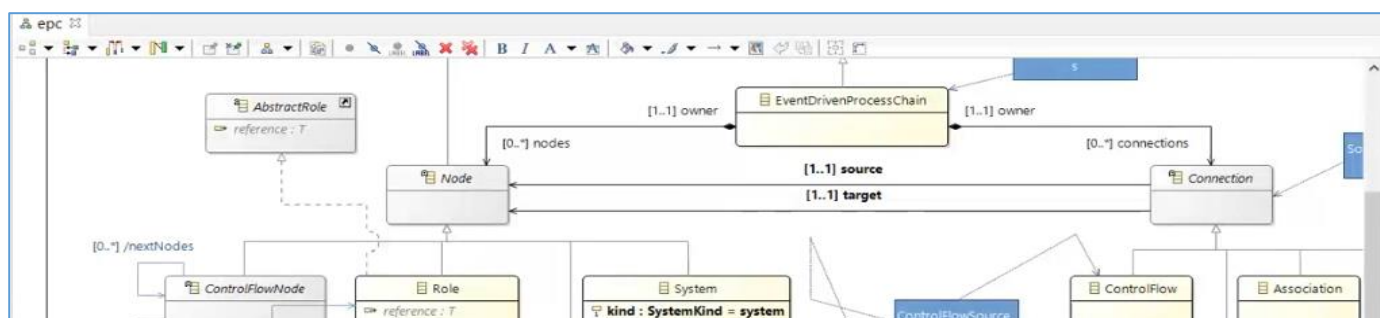 epc
B I A A
s
AbstractRole
reference : T
EventDrivenProcessChain
[1..1] owner
[1..1] owner
[0..*] nodes
[0..*] connections
So
Node
Connection
[1..1] source
[1..1] target
[0..*] /nextNodes
ControlFlowNode
Role
System
ControlFlow
Association
reference : T
kind : SystemKind = system
ControlFlowSource